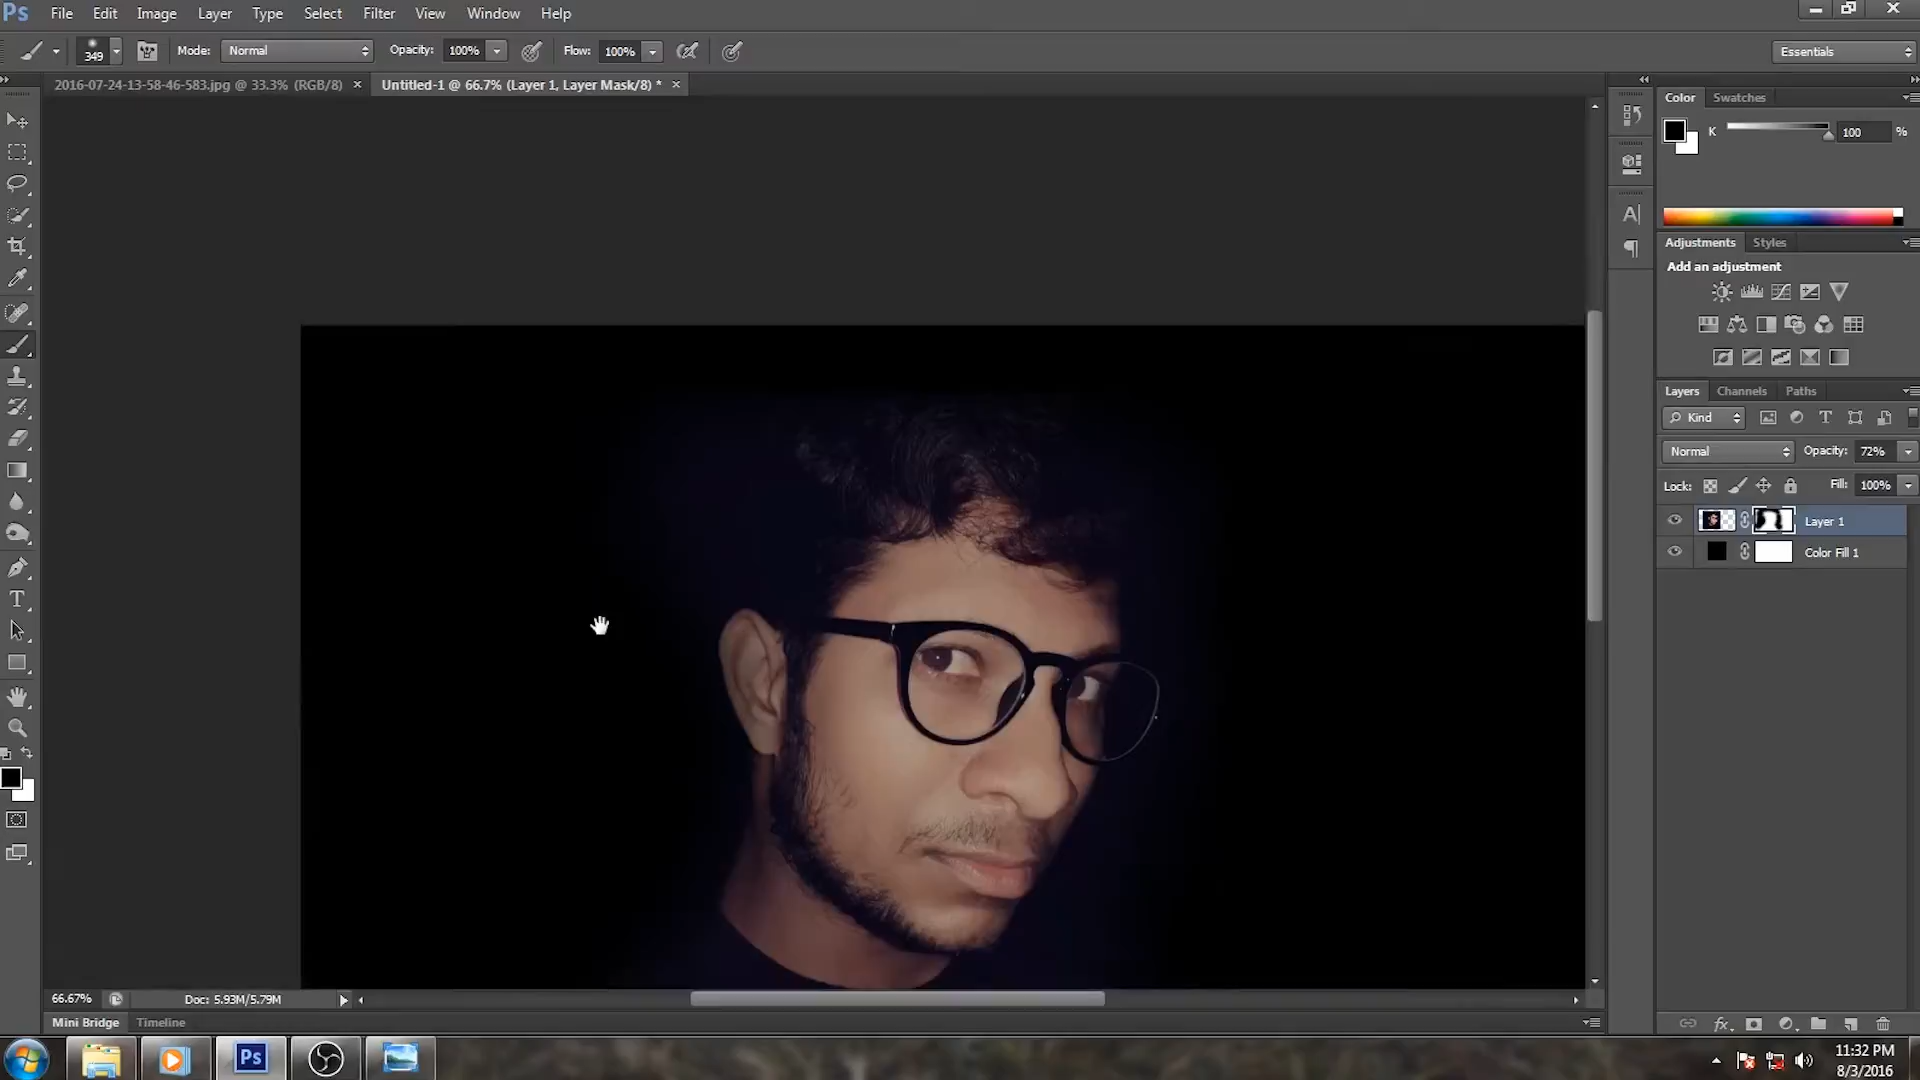 Ps File Edit Image Layer Type Select Filter View Window Help
349 Mode: Normal Opacity: 100% Flow: 100% Essentials
2016-07-24-13-58-46-583.jpg @ 33.3% (RGB/8) × Untitled-1 @ 66.7% (Layer 1, Layer Mask/8) * ×
Color Swatches
K 100 %
Adjustments Styles
Add an adjustment
Layers Channels Paths
Kind
Normal Opacity: 72%
Lock: Fill: 100%
Layer 1
Color Fill 1
66.67% Doc: 5.93M/5.79M
Mini Bridge Timeline
Ps
11:32 PM
8/3/2016